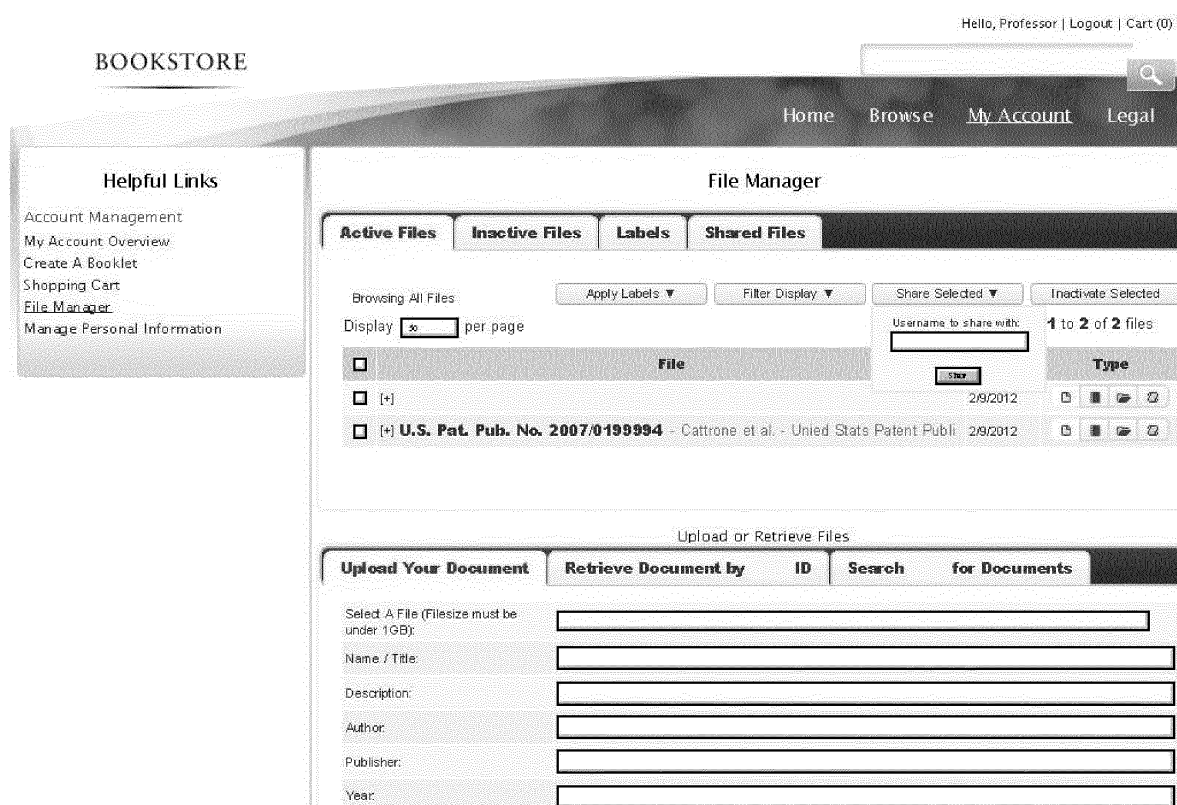 Hello, Professor | Logout | Cart (0)
BOOKSTORE
Home Browse My Account Legal
Helpful Links
Account Management
My Account Overview
Create A Booklet
Shopping Cart
File Manager
Manage Personal Information
File Manager
Active Files Inactive Files Labels Shared Files
Browsing All Files Apply Labels ▼ Filter Display ▼ Share Selected ▼ Inactivate Selected
Display 50 per page Username to share with: 1 to 2 of 2 files
File Type
Share
[+] 2/9/2012
[+] U.S. Pat. Pub. No. 2007/0199994 - Cattrone et al. - Unied Stats Patent Publi 2/9/2012
Upload or Retrieve Files
Upload Your Document Retrieve Document by ID Search for Documents
Select A File (Filesize must be
under 1GB):
Name / Title:
Description:
Author:
Publisher:
Year: